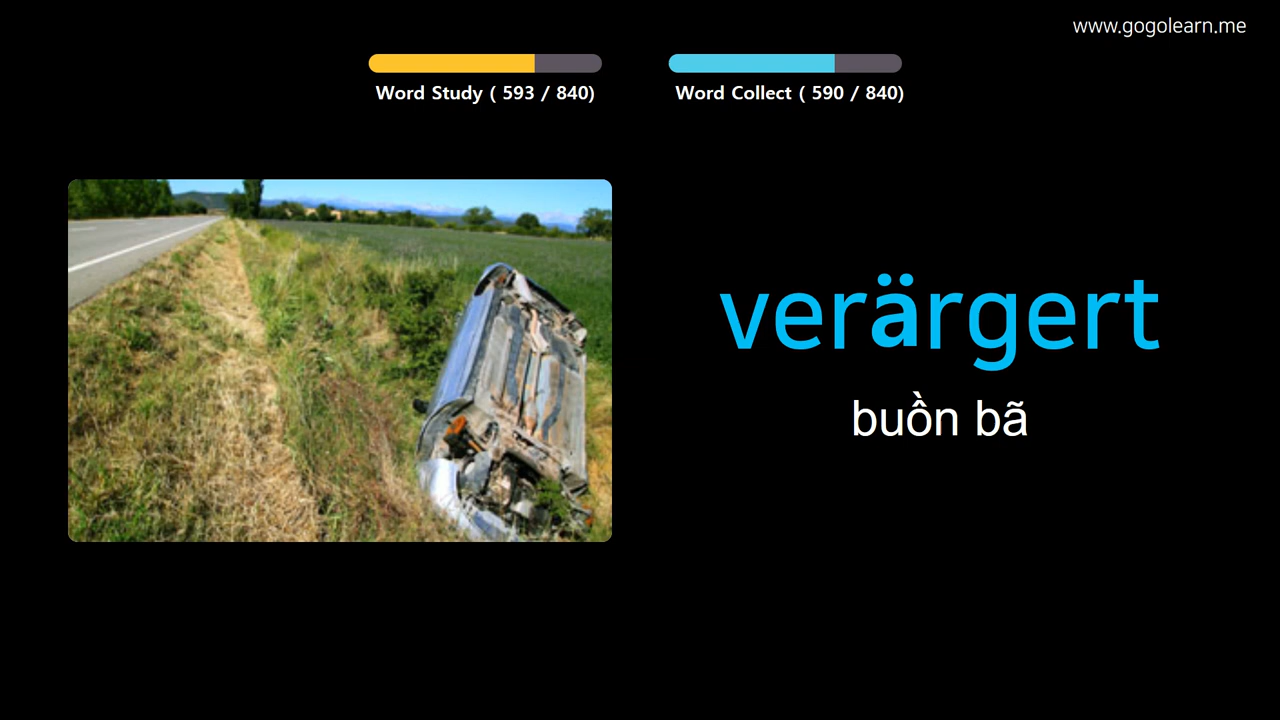 www.gogolearn.me
Word Study ( 593 / 840)
Word Collect ( 590 / 840)
verärgert
buồn bã